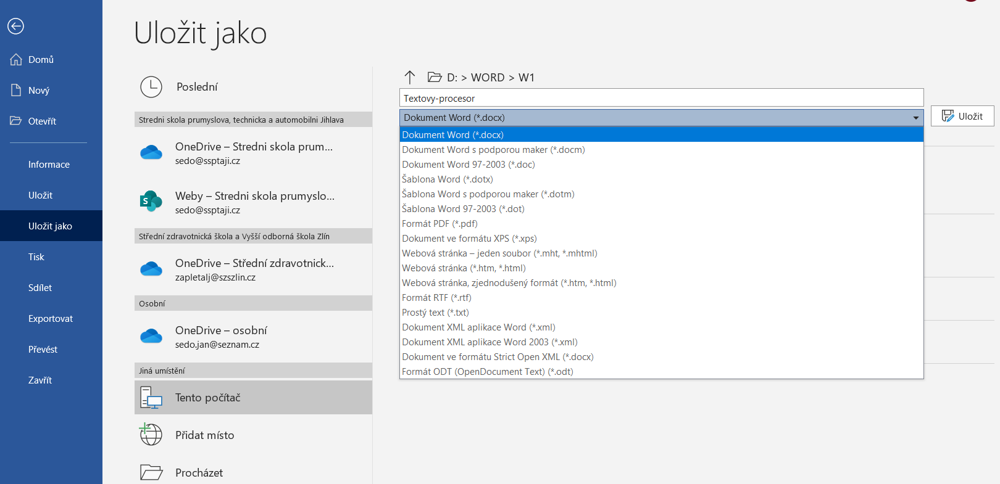 Uložit jako
Domů
Nový
Otevřít
Informace
Uložit
Uložit jako
Tisk
Sdílet
Exportovat
Převést
Zavřít
Poslední
Stredni skola prumyslova, technicka a automobilni Jihlava
OneDrive – Stredni skola prum...
sedo@ssptaji.cz
S
Weby – Stredni skola prumyslo...
sedo@ssptaji.cz
Střední zdravotnická škola a Vyšší odborná škola Zlín
OneDrive – Střední zdravotnick...
zapletalj@szszlin.cz
Osobní
OneDrive – osobní
sedo.jan@seznam.cz
Jiná umístění
Tento počítač
Přidat místo
Procházet
D: > WORD > W1
Textovy-procesor
Dokument Word (*.docx)
Uložit
Dokument Word (*.docx)
Dokument Word s podporou maker (*.docm)
Dokument Word 97-2003 (*.doc)
Šablona Word (*.dotx)
Šablona Word s podporou maker (*.dotm)
Šablona Word 97-2003 (*.dot)
Formát PDF (*.pdf)
Dokument ve formátu XPS (*.xps)
Webová stránka – jeden soubor (*.mht, *.mhtml)
Webová stránka (*.htm, *.html)
Webová stránka, zjednodušený formát (*.htm, *.html)
Formát RTF (*.rtf)
Prostý text (*.txt)
Dokument XML aplikace Word (*.xml)
Dokument XML aplikace Word 2003 (*.xml)
Dokument ve formátu Strict Open XML (*.docx)
Formát ODT (OpenDocument Text) (*.odt)